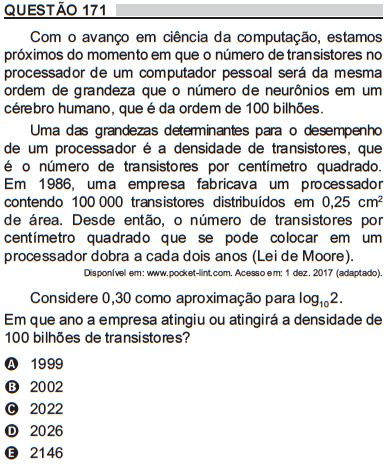 QUESTÃO 171
Com o avanço em ciência da computação, estamos
próximos do momento em que o número de transistores no
processador de um computador pessoal será da mesma
ordem de grandeza que o número de neurônios em um
cérebro humano, que é da ordem de 100 bilhões.
Uma das grandezas determinantes para o desempenho
de um processador é a densidade de transistores, que
é o número de transistores por centímetro quadrado.
Em 1986, uma empresa fabricava um processador
contendo 100 000 transistores distribuídos em 0,25 cm²
de área. Desde então, o número de transistores por
centímetro quadrado que se pode colocar em um
processador dobra a cada dois anos (Lei de Moore).
Disponível em: www.pocket-lint.com. Acesso em: 1 dez. 2017 (adaptado).
Considere 0,30 como aproximação para log₁₀2.
Em que ano a empresa atingiu ou atingirá a densidade de
100 bilhões de transistores?
A 1999
B 2002
C 2022
D 2026
E 2146